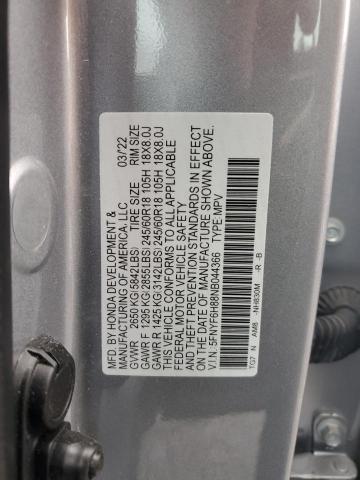 MFD. BY HONDA DEVELOPMENT & 03/'22
MANUFACTURING OF AMERICA, LLC
GVWR 2650 KG(5842LBS) TIRE SIZE RIM SIZE
GAWR F 1295 KG(2855LBS) 245/60R18 105H 18X8.0J
GAWR R 1425 KG(3142LBS) 245/60R18 105H 18X8.0J
THIS VEHICLE CONFORMS TO ALL APPLICABLE
FEDERAL MOTOR VEHICLE SAFETY
AND THEFT PREVENTION STANDARDS IN EFFECT
ON THE DATE OF MANUFACTURE SHOWN ABOVE.
V.I.N. 5FNYF6H88NB044366 TYPE:MPV
TG7 N AM8 -NH830M -R -B